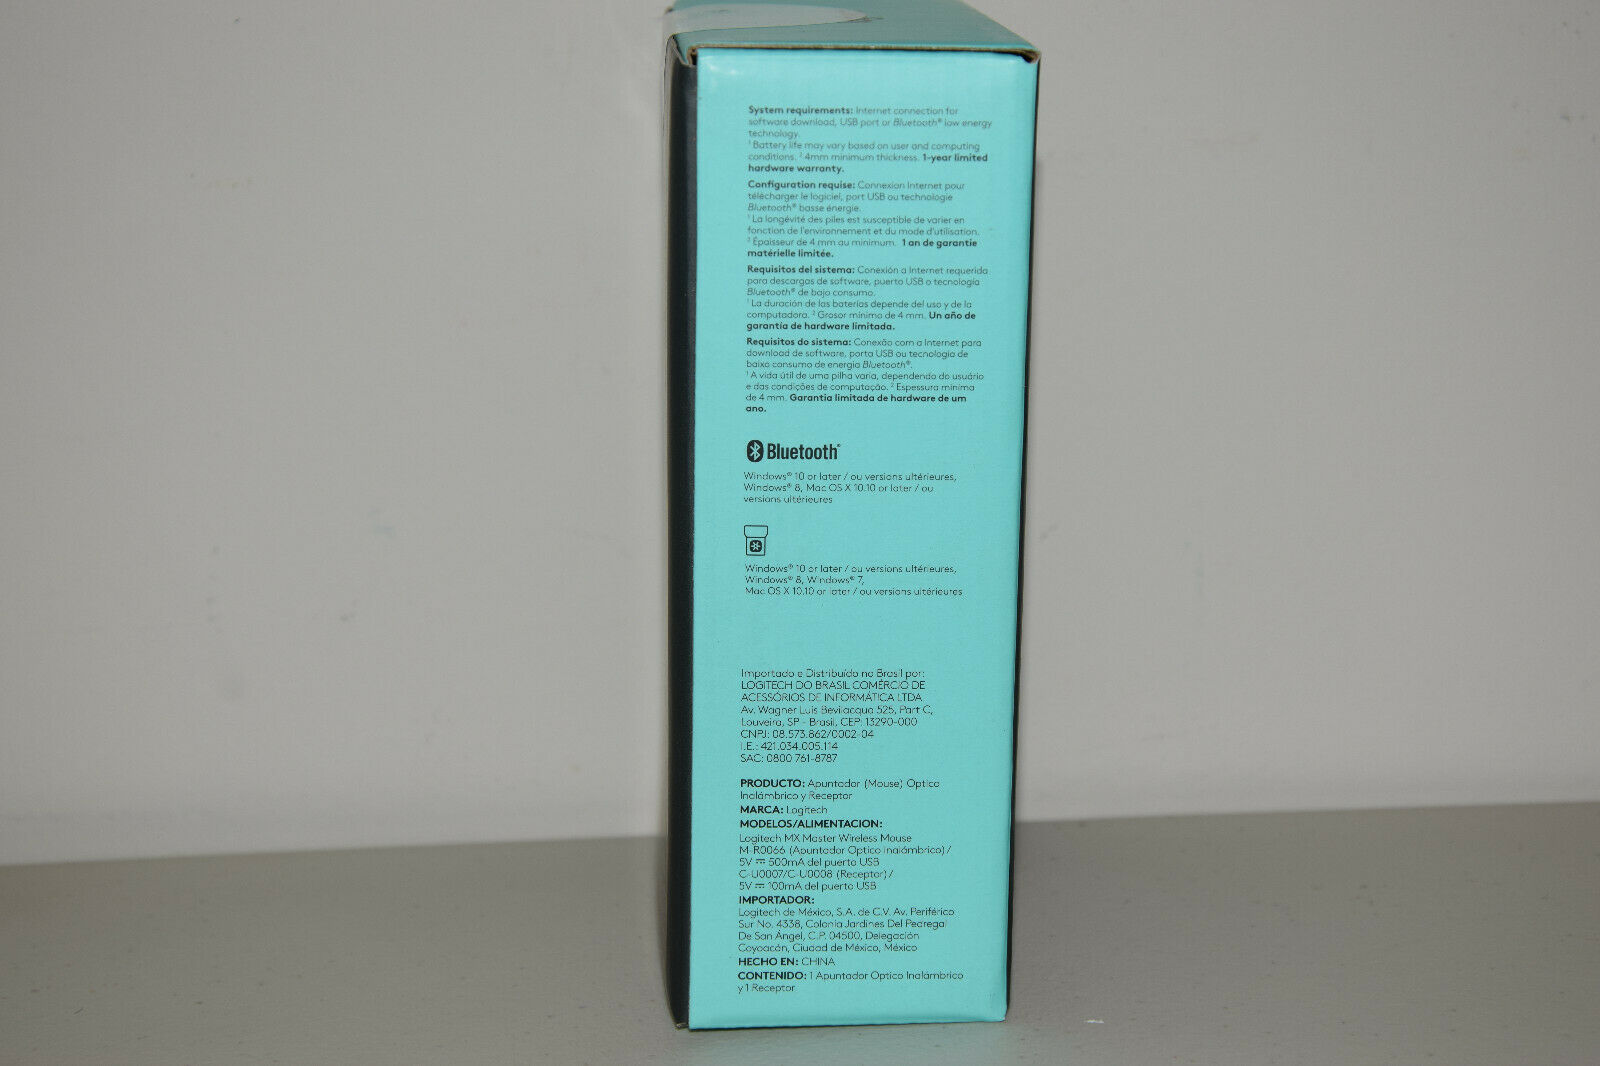 System requirements: Internet connection for
software download, USB port or Bluetooth® low energy
technology.
¹ Battery life may vary based on user and computing
conditions. ² 4mm minimum thickness. 1-year limited
hardware warranty.
Configuration requise: Connexion Internet pour
télécharger le logiciel, port USB ou technologie
Bluetooth® basse énergie.
¹ La longévité des piles est susceptible de varier en
fonction de l'environnement et du mode d'utilisation.
² Épaisseur de 4 mm au minimum. 1 an de garantie
matérielle limitée.
Requisitos del sistema: Conexión a Internet requerida
para descargas de software, puerto USB o tecnología
Bluetooth® de bajo consumo.
¹ La duración de las baterías depende del uso y de la
computadora. ² Grosor mínimo de 4 mm. Un año de
garantía de hardware limitada.
Requisitos do sistema: Conexão com a Internet para
download de software, porta USB ou tecnologia de
baixo consumo de energia Bluetooth®.
¹ A vida útil de uma pilha varia, dependendo do usuário
e das condições de computação. ² Espessura mínima
de 4 mm. Garantia limitada de hardware de um
ano.
Bluetooth®
Windows® 10 or later / ou versions ultérieures,
Windows® 8, Mac OS X 10.10 or later / ou
versions ultérieures
Windows® 10 or later / ou versions ultérieures,
Windows® 8, Windows® 7,
Mac OS X 10.10 or later / ou versions ultérieures
Importado e Distribuído no Brasil por:
LOGITECH DO BRASIL COMÉRCIO DE
ACESSÓRIOS DE INFORMÁTICA LTDA
Av. Wagner Luis Bevilacqua 525, Part C,
Louveira, SP - Brasil, CEP: 13290-000
CNPJ: 08.573.862/0002-04
I.E.: 421.034.005.114
SAC: 0800 761-8787
PRODUCTO: Apuntador (Mouse) Optico
Inalámbrico y Receptor
MARCA: Logitech
MODELOS/ALIMENTACION:
Logitech MX Master Wireless Mouse
M-R0066 (Apuntador Optico Inalámbrico) /
5V ⎓ 500mA del puerto USB
C-U0007/C-U0008 (Receptor) /
5V ⎓ 100mA del puerto USB
IMPORTADOR:
Logitech de México, S.A. de C.V. Av. Periférico
Sur No. 4338, Colonia Jardines Del Pedregal
De San Ángel, C.P. 04500, Delegación
Coyoacán, Ciudad de México, México
HECHO EN: CHINA
CONTENIDO: 1 Apuntador Optico Inalámbrico
y 1 Receptor